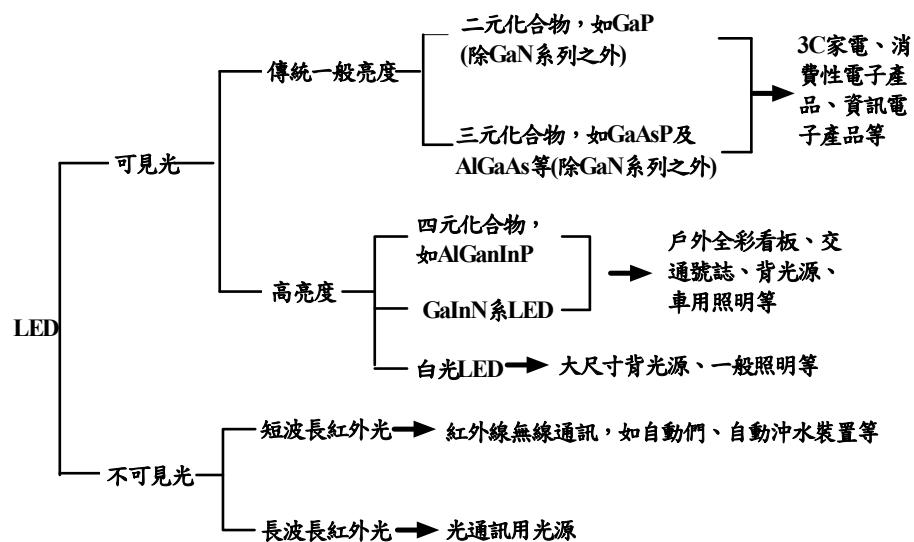 LED
可見光
傳統一般亮度
二元化合物，如GaP
(除GaN系列之外)
三元化合物，如GaAsP及
AlGaAs等(除GaN系列之外)
3C家電、消
費性電子產
品、資訊電
子產品等
高亮度
四元化合物，
如AlGanInP
GaInN系LED
戶外全彩看板、交
通號誌、背光源、
車用照明等
白光LED
大尺寸背光源、一般照明等
不可見光
短波長紅外光
紅外線無線通訊，如自動們、自動沖水裝置等
長波長紅外光
光通訊用光源